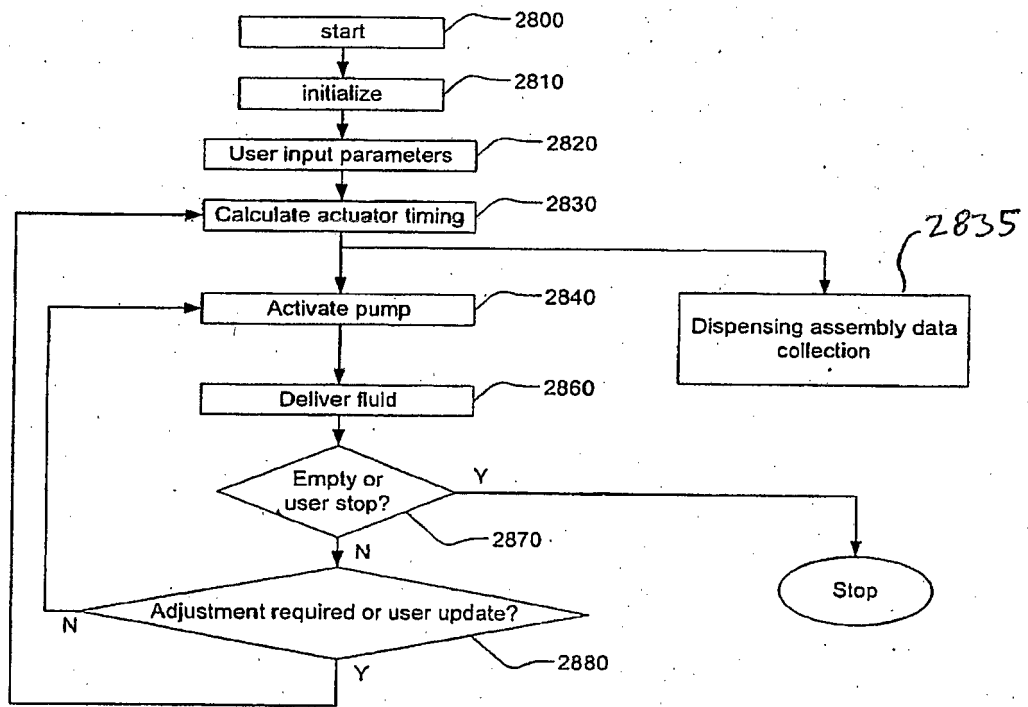 start
2800
initialize
2810
User input parameters
2820
Calculate actuator timing
2830
2835
Activate pump
2840
Dispensing assembly data
collection
Deliver fluid
2860
Empty or
user stop?
Y
2870
N
Stop
Adjustment required or user update?
N
Y
2880